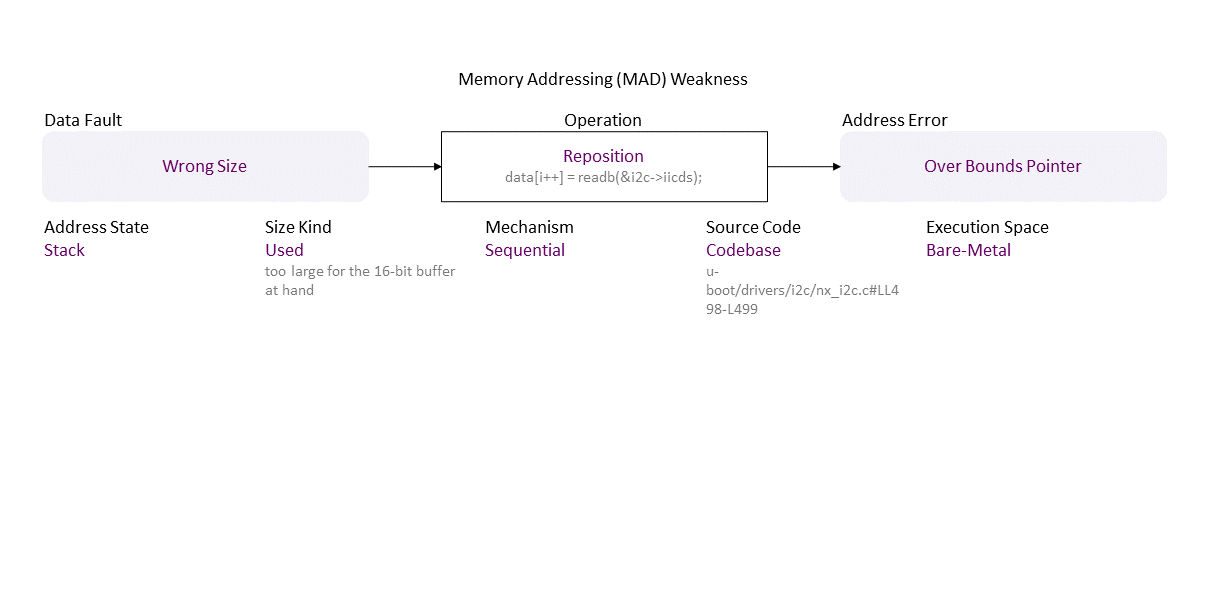 Memory Addressing (MAD) Weakness
Data Fault
Operation
Address Error
Wrong Size
Reposition
data[i++] = readb(&i2c->iicds);
Over Bounds Pointer
Address State
Stack
Size Kind
Used
too large for the 16-bit buffer
at hand
Mechanism
Sequential
Source Code
Codebase
u-
boot/drivers/i2c/nx_i2c.c#LL4
98-L499
Execution Space
Bare-Metal